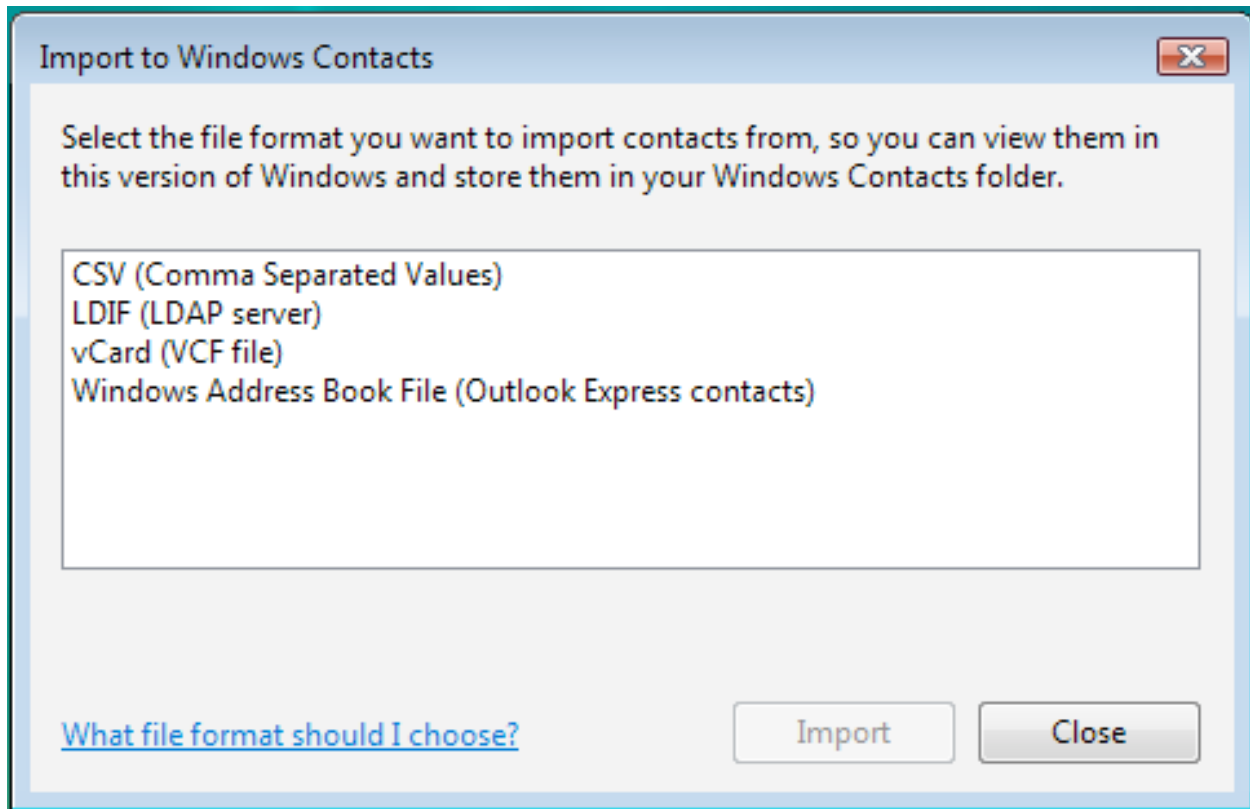 Import to Windows Contacts
Select the file format you want to import contacts from, so you can view them in
this version of Windows and store them in your Windows Contacts folder.
CSV (Comma Separated Values)
LDIF (LDAP server)
vCard (VCF file)
Windows Address Book File (Outlook Express contacts)
What file format should I choose?
Import
Close